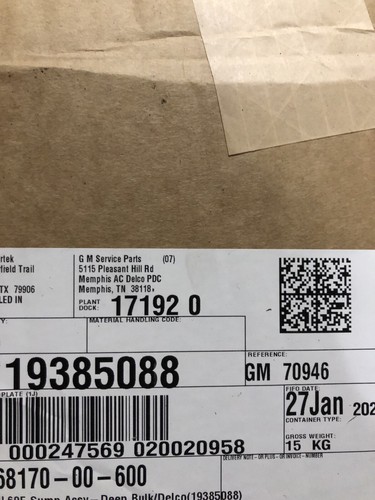 G M Service Parts (07)
5115 Pleasant Hill Rd
Memphis AC Delco PDC
Memphis, TN 38118,
field Trail
TX 79906
LED IN
PLANT
DOCK: 17192 0
MATERIAL HANDLING CODE:
19385088
REFERENCE:
GM 70946
PLATE (1J)
FIFO DATE:
27Jan 202
CONTAINER TYPE:
GROSS WEIGHT:
15 KG
000247569 020020958
DELIVERY NOTE - OR PLUS - OR INVOICE - NUMBER
68170-00-600
Sump Assy - Deep Bulk/Delco(19385088)